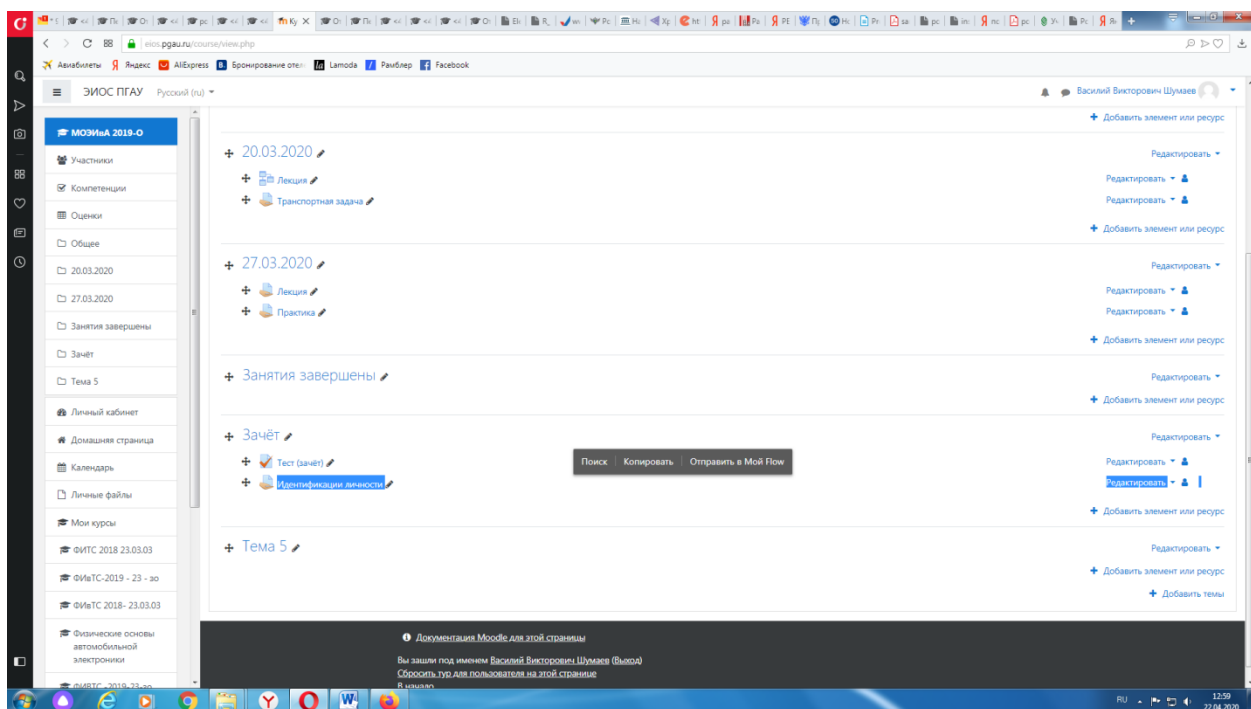 eios.pgau.ru/course/view.php
Авиабилеты Яндекс AliExpress Бронирование отел Lamoda Рамблер Facebook
ЭИОС ПГАУ Русский (ru) Василий Викторович Шумаев
Добавить элемент или ресурс
МОЭИвА 2019-О
Участники
Компетенции
Оценки
Общее
20.03.2020
27.03.2020
Занятия завершены
Зачёт
Тема 5
Личный кабинет
Домашняя страница
Календарь
Личные файлы
Мои курсы
ФИТС 2018 23.03.03
ФИвТС-2019 - 23 - зо
ФИвТС 2018- 23.03.03
Физические основы
автомобильной
электроники
20.03.2020 Редактировать
Лекция Редактировать
Транспортная задача Редактировать
Добавить элемент или ресурс
27.03.2020 Редактировать
Лекция Редактировать
Практика Редактировать
Добавить элемент или ресурс
Занятия завершены Редактировать
Добавить элемент или ресурс
Зачёт Редактировать
Поиск Копировать Отправить в Мой Flow
Тест (зачёт) Редактировать
Идентификации личности Редактировать
Добавить элемент или ресурс
Тема 5 Редактировать
Добавить элемент или ресурс
Добавить темы
Документация Moodle для этой страницы
Вы зашли под именем Василий Викторович Шумаев (Выход)
Сбросить тур для пользователя на этой странице
В начало
RU 12:59
22.04.2020